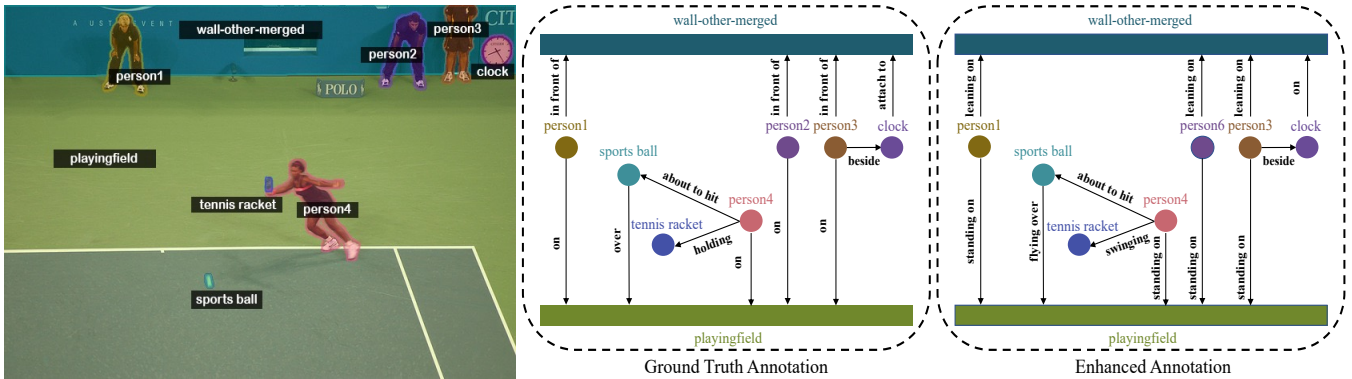 A UST
VENT
CIT
wall-other-merged
person3
person2
person1
clock
POLO
playingfield
tennis racket
person4
sports ball
wall-other-merged
in front of
in front of
in front of
attach to
person1
person2
person3
clock
sports ball
beside
about to hit
person4
tennis racket
holding
on
over
on
on
on
playingfield
Ground Truth Annotation
wall-other-merged
leaning on
leaning on
leaning on
on
person1
person6
person3
clock
sports ball
beside
about to hit
person4
tennis racket
swinging
standing on
flying over
standing on
standing on
standing on
playingfield
Enhanced Annotation